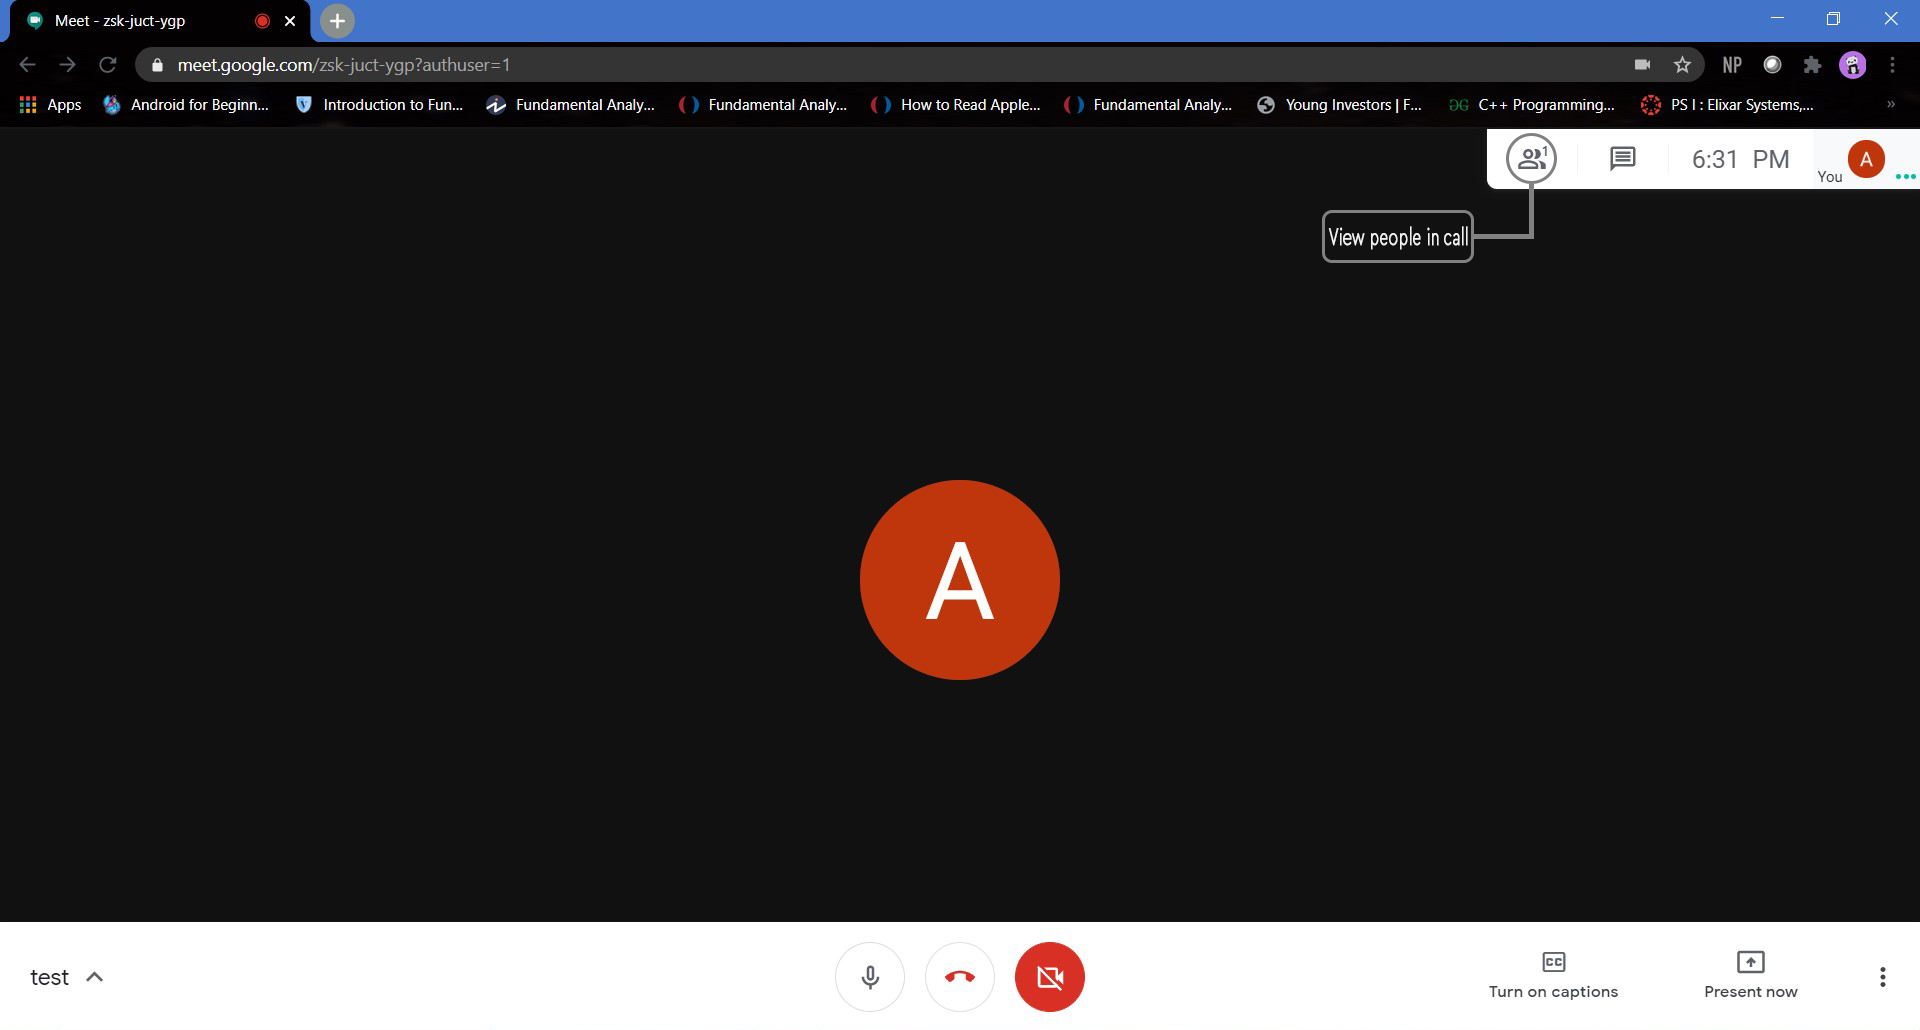 Meet - zsk-juct-ygp
meet.google.com/zsk-juct-ygp?authuser=1
NP
Apps
Android for Beginn...
Introduction to Fun...
Fundamental Analy...
Fundamental Analy...
How to Read Apple...
Fundamental Analy...
Young Investors | F...
C++ Programming...
PS I : Elixar Systems,...
»
1
6:31 PM
You
A
View people in call
A
test
CC
Turn on captions
Present now